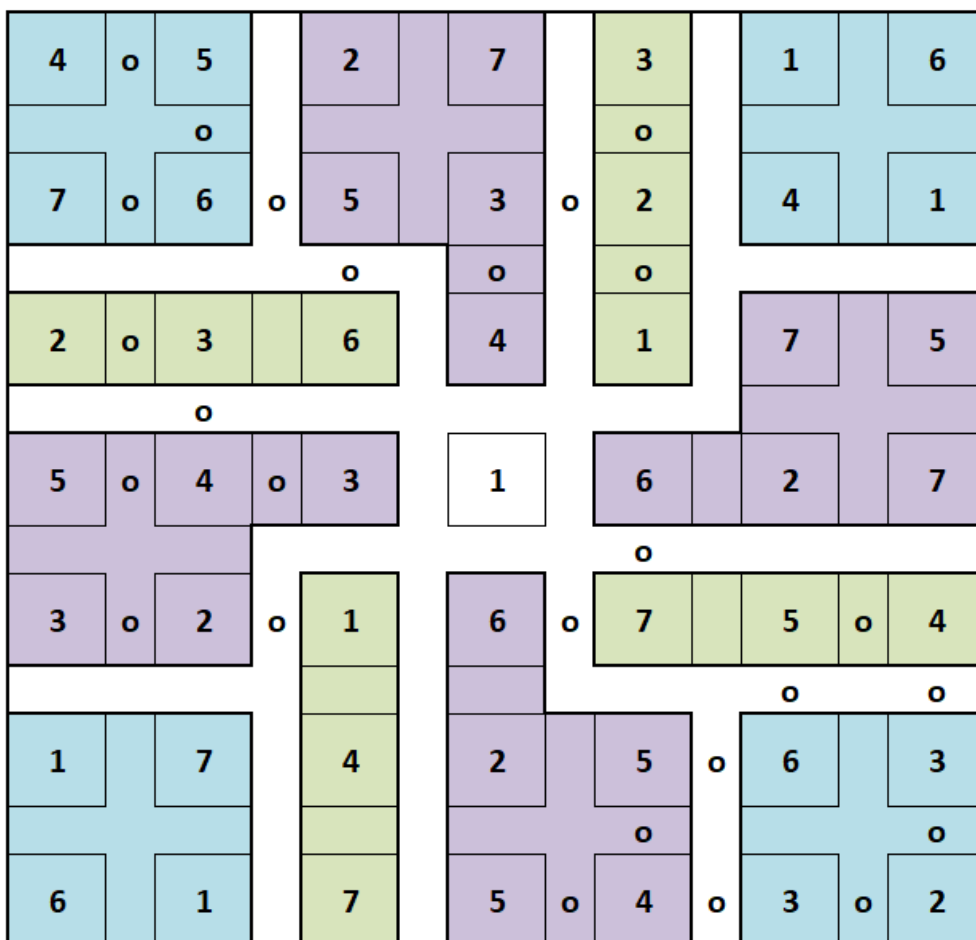 4 o 5 2 7 3 1 6
o o
7 o 6 o 5 3 o 2 4 1
o o o
2 o 3 6 4 1 7 5
o
5 o 4 o 3 1 6 2 7
o
3 o 2 o 1 6 o 7 5 o 4
o o
1 7 4 2 5 o 6 3
o o
6 1 7 5 o 4 o 3 o 2